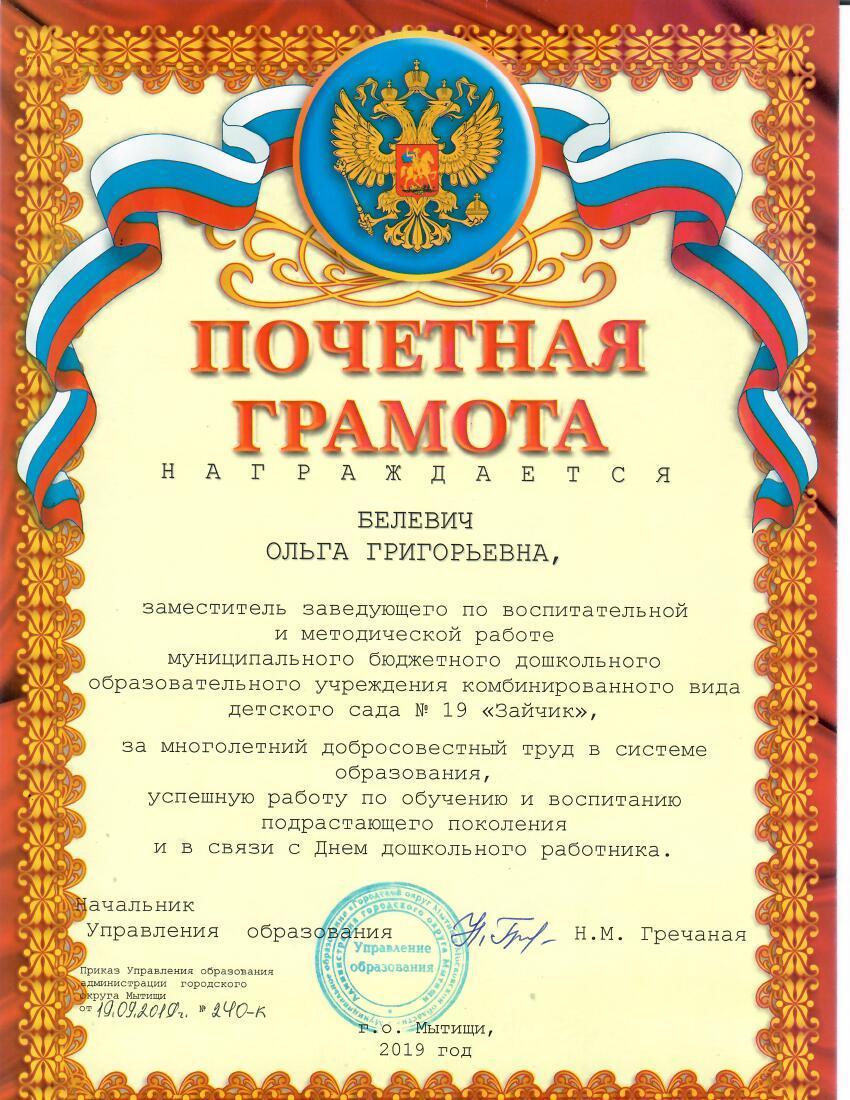 ПОЧЕТНАЯ
ГРАМОТА
НАГРАЖДАЕТСЯ
БЕЛЕВИЧ
ОЛЬГА ГРИГОРЬЕВНА,
заместитель заведующего по воспитательной
и методической работе
муниципального бюджетного дошкольного
образовательного учреждения комбинированного вида
детского сада № 19 «Зайчик»,
за многолетний добросовестный труд в системе
образования,
успешную работу по обучению и воспитанию
подрастающего поколения
и в связи с Днем дошкольного работника.
Начальник
Управления образования
Н.М. Гречаная
Управление
образования
Приказ Управления образования
администрации городского
округа Мытищи
от 19.09.2019г. № 240-к
г.о. Мытищи,
2019 год